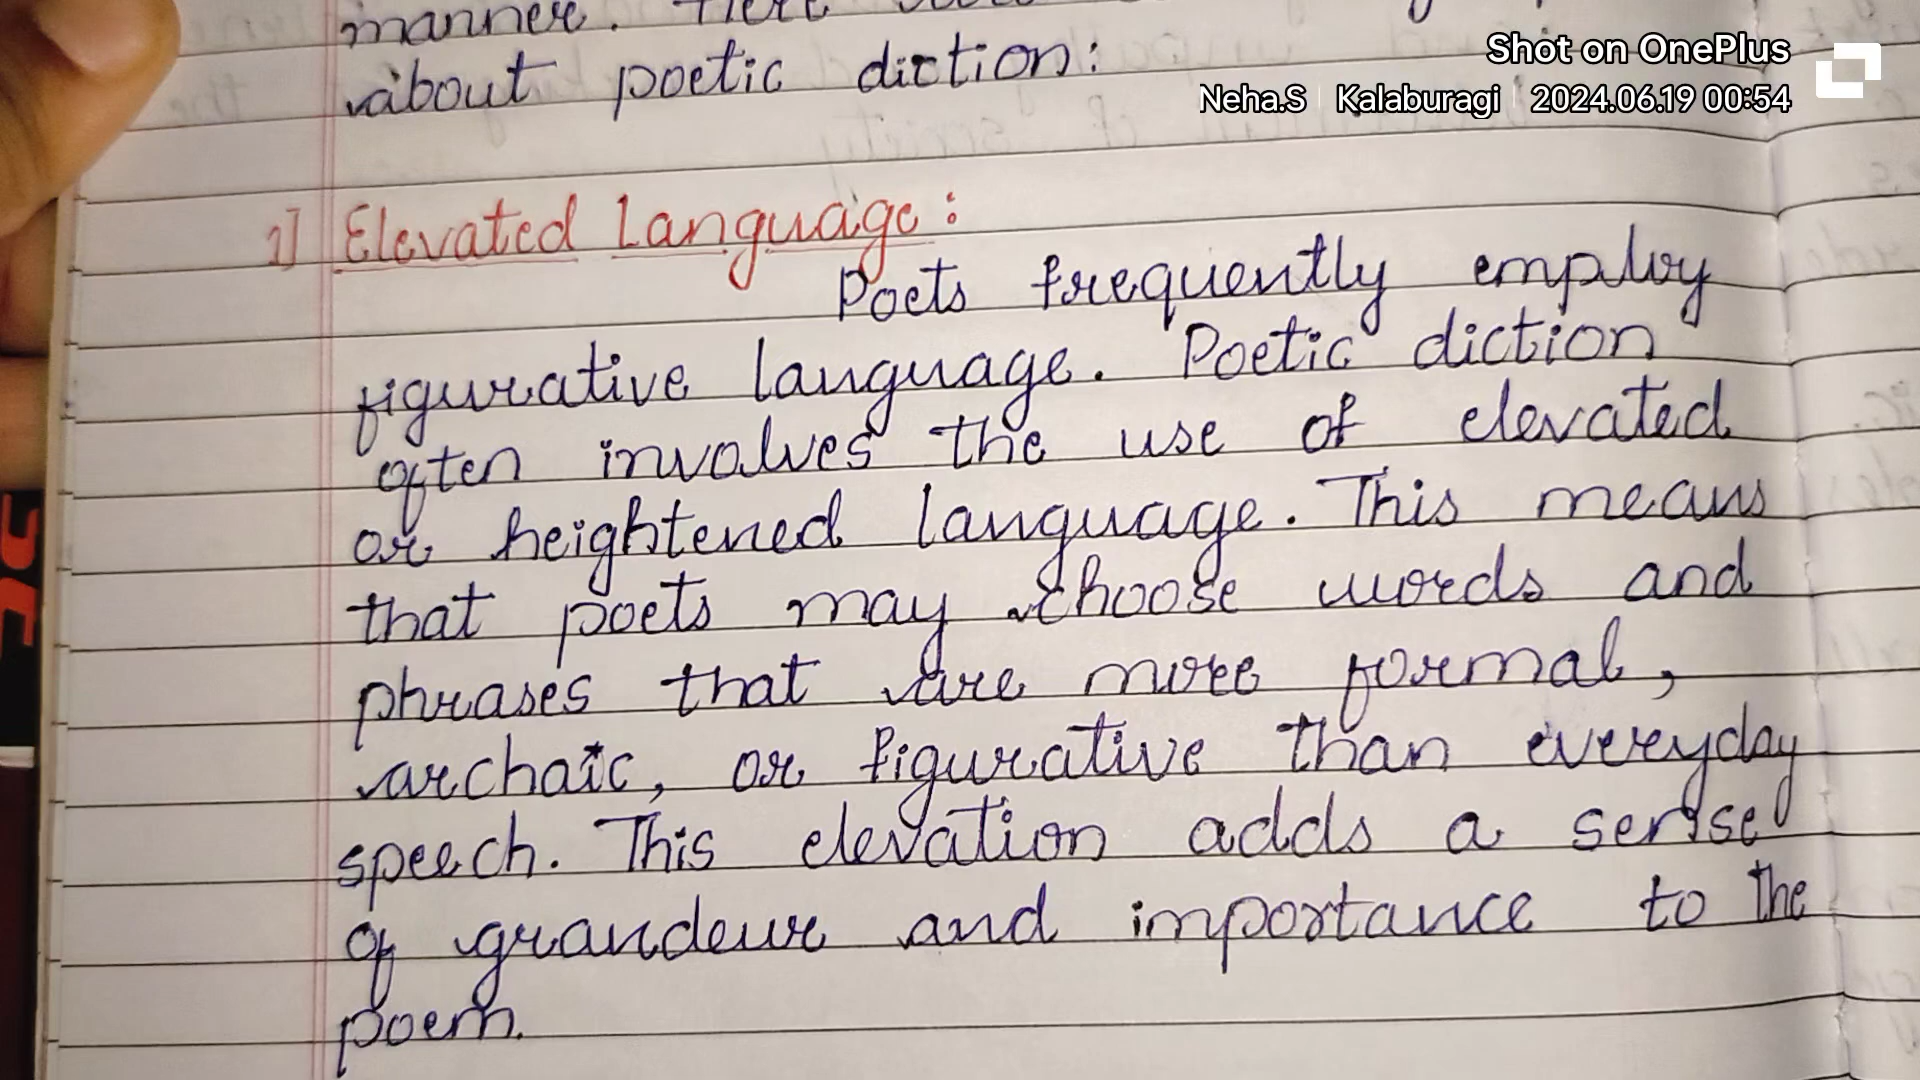 manner. Here
about poetic diction:
Shot on OnePlus
Neha.S Kalaburagi 2024.06.19 00:54
1] Elevated Language:
Poets frequently employ
figurative language. Poetic diction
often involves the use of elevated
or heightened language. This means
that poets may choose words and
phrases that are more formal,
archaic, or figurative than everyday
speech. This elevation adds a sense
of grandeur and importance to the
poem.